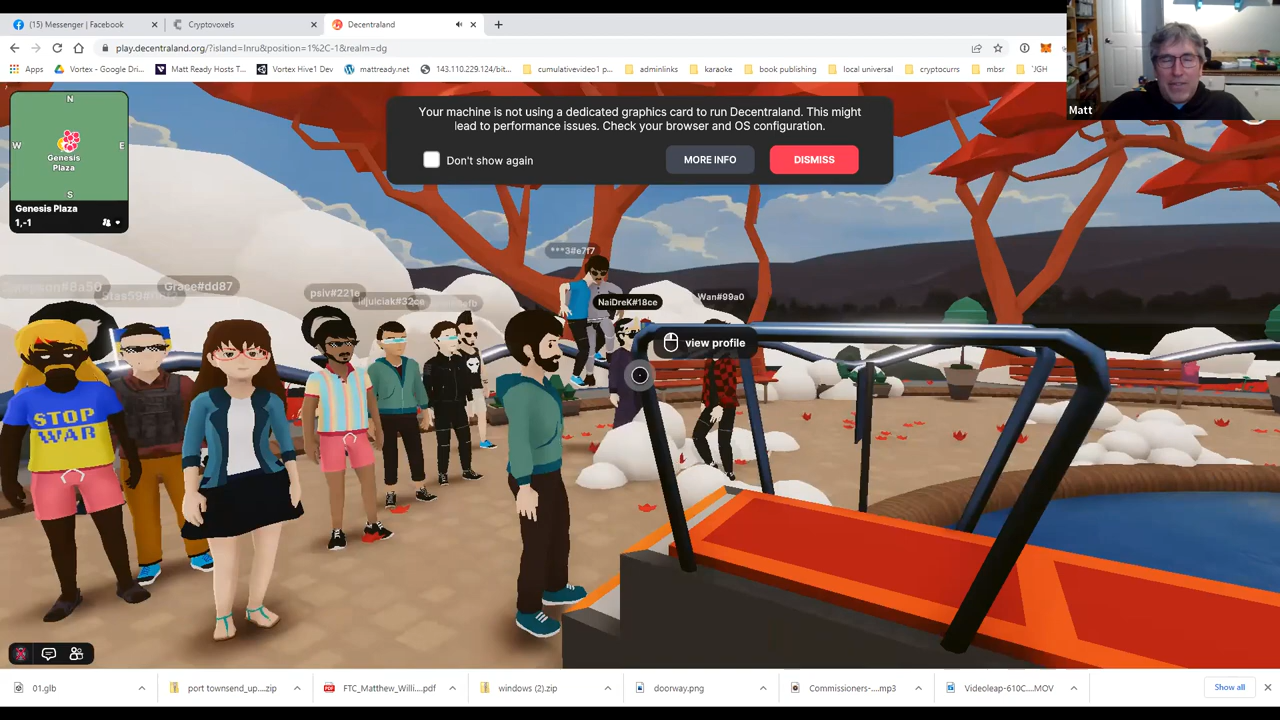 (15) Messenger | Facebook
Cryptovoxels
Decentraland
play.decentraland.org/?island=Inru&position=1%2C-1&realm=dg
Apps
Vortex - Google Dri...
Matt Ready Hosts T...
Vortex Hive1 Dev
mattready.net
143.110.229.124/bit...
cumulativevideo1 p...
adminlinks
karaoke
book publishing
local universal
cryptocurrs
mbsr
'JGH
Matt
N
W
E
Genesis
Plaza
S
Genesis Plaza
1,-1
Your machine is not using a dedicated graphics card to run Decentraland. This might
lead to performance issues. Check your browser and OS configuration.
Don't show again
MORE INFO
DISMISS
***3#e7f7
Grace#dd87
psiv#221e
NaiDreK#18ce
Wan#99a0
view profile
STOP
WAR
01.glb
port townsend_up....zip
FTC_Matthew_Willi....pdf
windows (2).zip
doorway.png
Commissioners-....mp3
Videoleap-610C....MOV
Show all